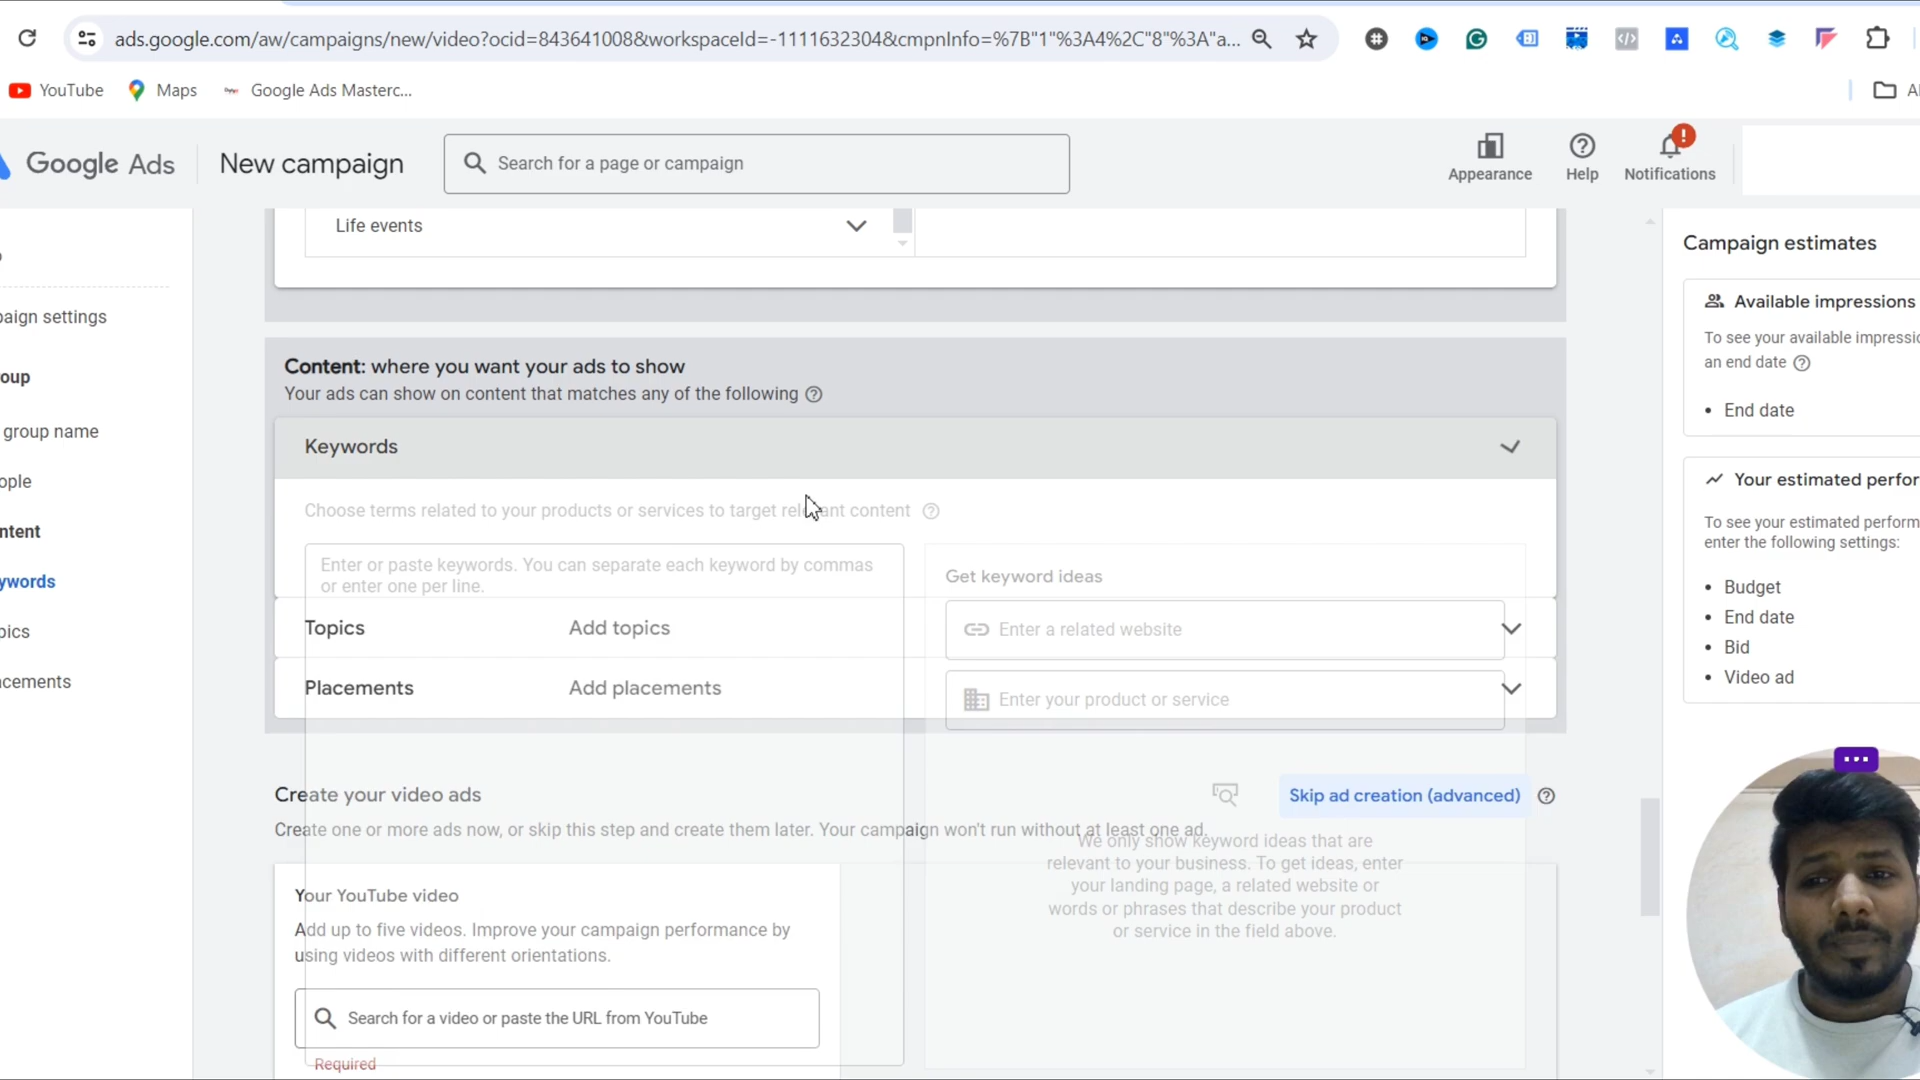 ads.google.com/aw/campaigns/new/video?ocid=843641008&workspaceId=-1111632304&cmpnInfo=%7B"1"%3A4%2C"8"%3A"a...
YouTube
Maps
Google Ads Masterc...
Google Ads
New campaign
Search for a page or campaign
Appearance
Help
Notifications
Life events
Campaign estimates
Available impressions
To see your available impressio
an end date
• End date
Your estimated perfor
To see your estimated perform
enter the following settings:
• Budget
• End date
• Bid
• Video ad
paign settings
oup
group name
ople
ntent
ywords
pics
acements
Content: where you want your ads to show
Your ads can show on content that matches any of the following
Keywords
Choose terms related to your products or services to target relevant content
Enter or paste keywords. You can separate each keyword by commas
or enter one per line.
Get keyword ideas
Enter a related website
Enter your product or service
We only show keyword ideas that are
relevant to your business. To get ideas, enter
your landing page, a related website or
words or phrases that describe your product
or service in the field above.
Topics
Add topics
Placements
Add placements
Create your video ads
Skip ad creation (advanced)
Create one or more ads now, or skip this step and create them later. Your campaign won't run without at least one ad.
Your YouTube video
Add up to five videos. Improve your campaign performance by
using videos with different orientations.
Search for a video or paste the URL from YouTube
Required